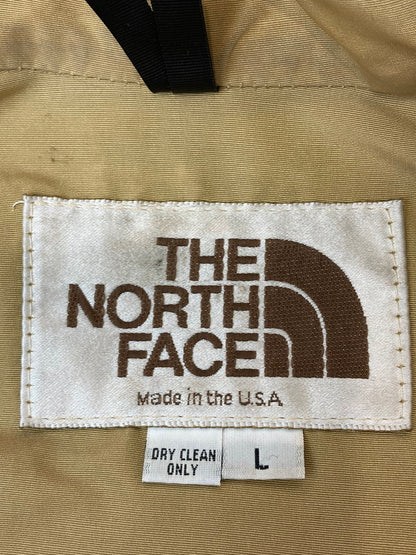 THE
NORTH
FACE
Made in the U.S.A.
DRY CLEAN
ONLY
L